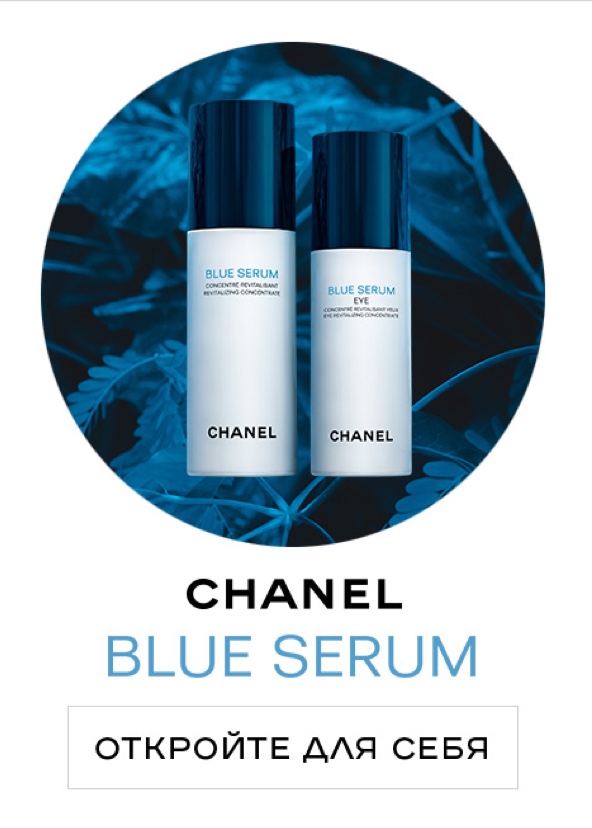 BLUE SERUM
CONCENTRÉ REVITALISANT
REVITALIZING CONCENTRATE
CHANEL
BLUE SERUM
EYE
CONCENTRÉ REVITALISANT YEUX
EYE REVITALIZING CONCENTRATE
CHANEL
CHANEL
BLUE SERUM
ОТКРОЙТЕ ДЛЯ СЕБЯ